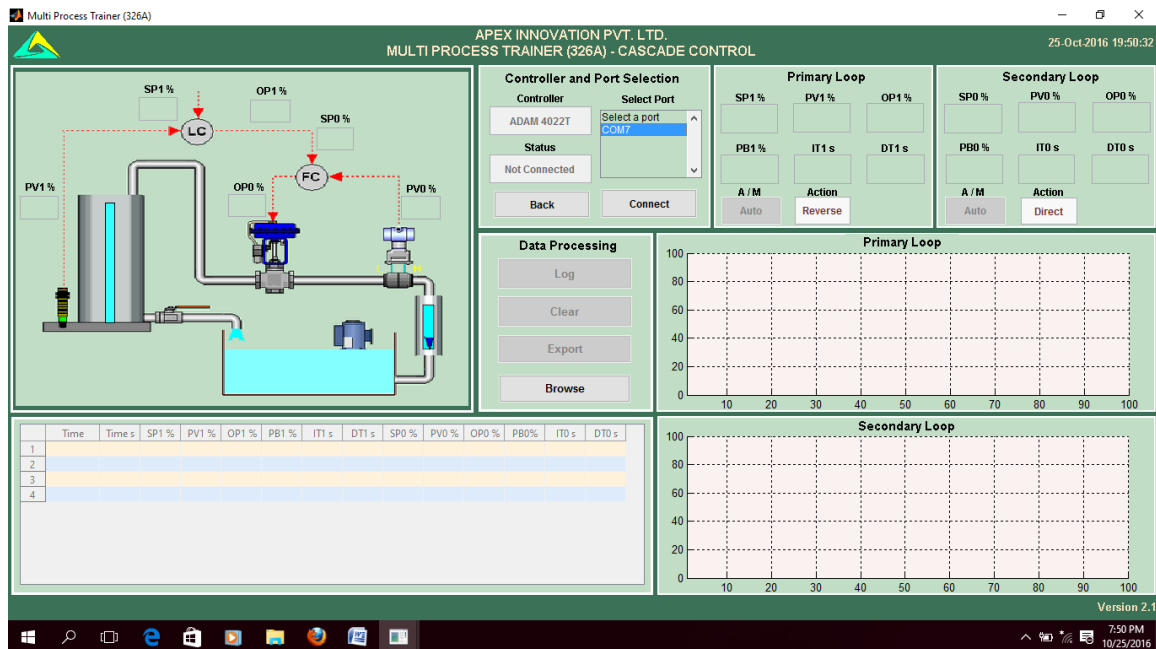 Multi Process Trainer (326A)
APEX INNOVATION PVT. LTD.
MULTI PROCESS TRAINER (326A) - CASCADE CONTROL
25-Oct-2016 19:50:32
SP1 %
OP1 %
SP0 %
LC
FC
PV1 %
OP0 %
PV0 %
Controller and Port Selection
Controller
Select Port
ADAM 4022T
Select a port
COM7
Status
Not Connected
Back
Connect
Primary Loop
SP1 % PV1 % OP1 %
PB1 % IT1 s DT1 s
A / M Action
Auto Reverse
Secondary Loop
SP0 % PV0 % OP0 %
PB0 % IT0 s DT0 s
A / M Action
Auto Direct
Data Processing
Log
Clear
Export
Browse
Primary Loop
100
80
60
40
20
0
10 20 30 40 50 60 70 80 90 100
Time Time s SP1 % PV1 % OP1 % PB1 % IT1 s DT1 s SP0 % PV0 % OP0 % PB0% IT0 s DT0 s
1
2
3
4
Secondary Loop
100
80
60
40
20
0
10 20 30 40 50 60 70 80 90 100
Version 2.1
7:50 PM
10/25/2016